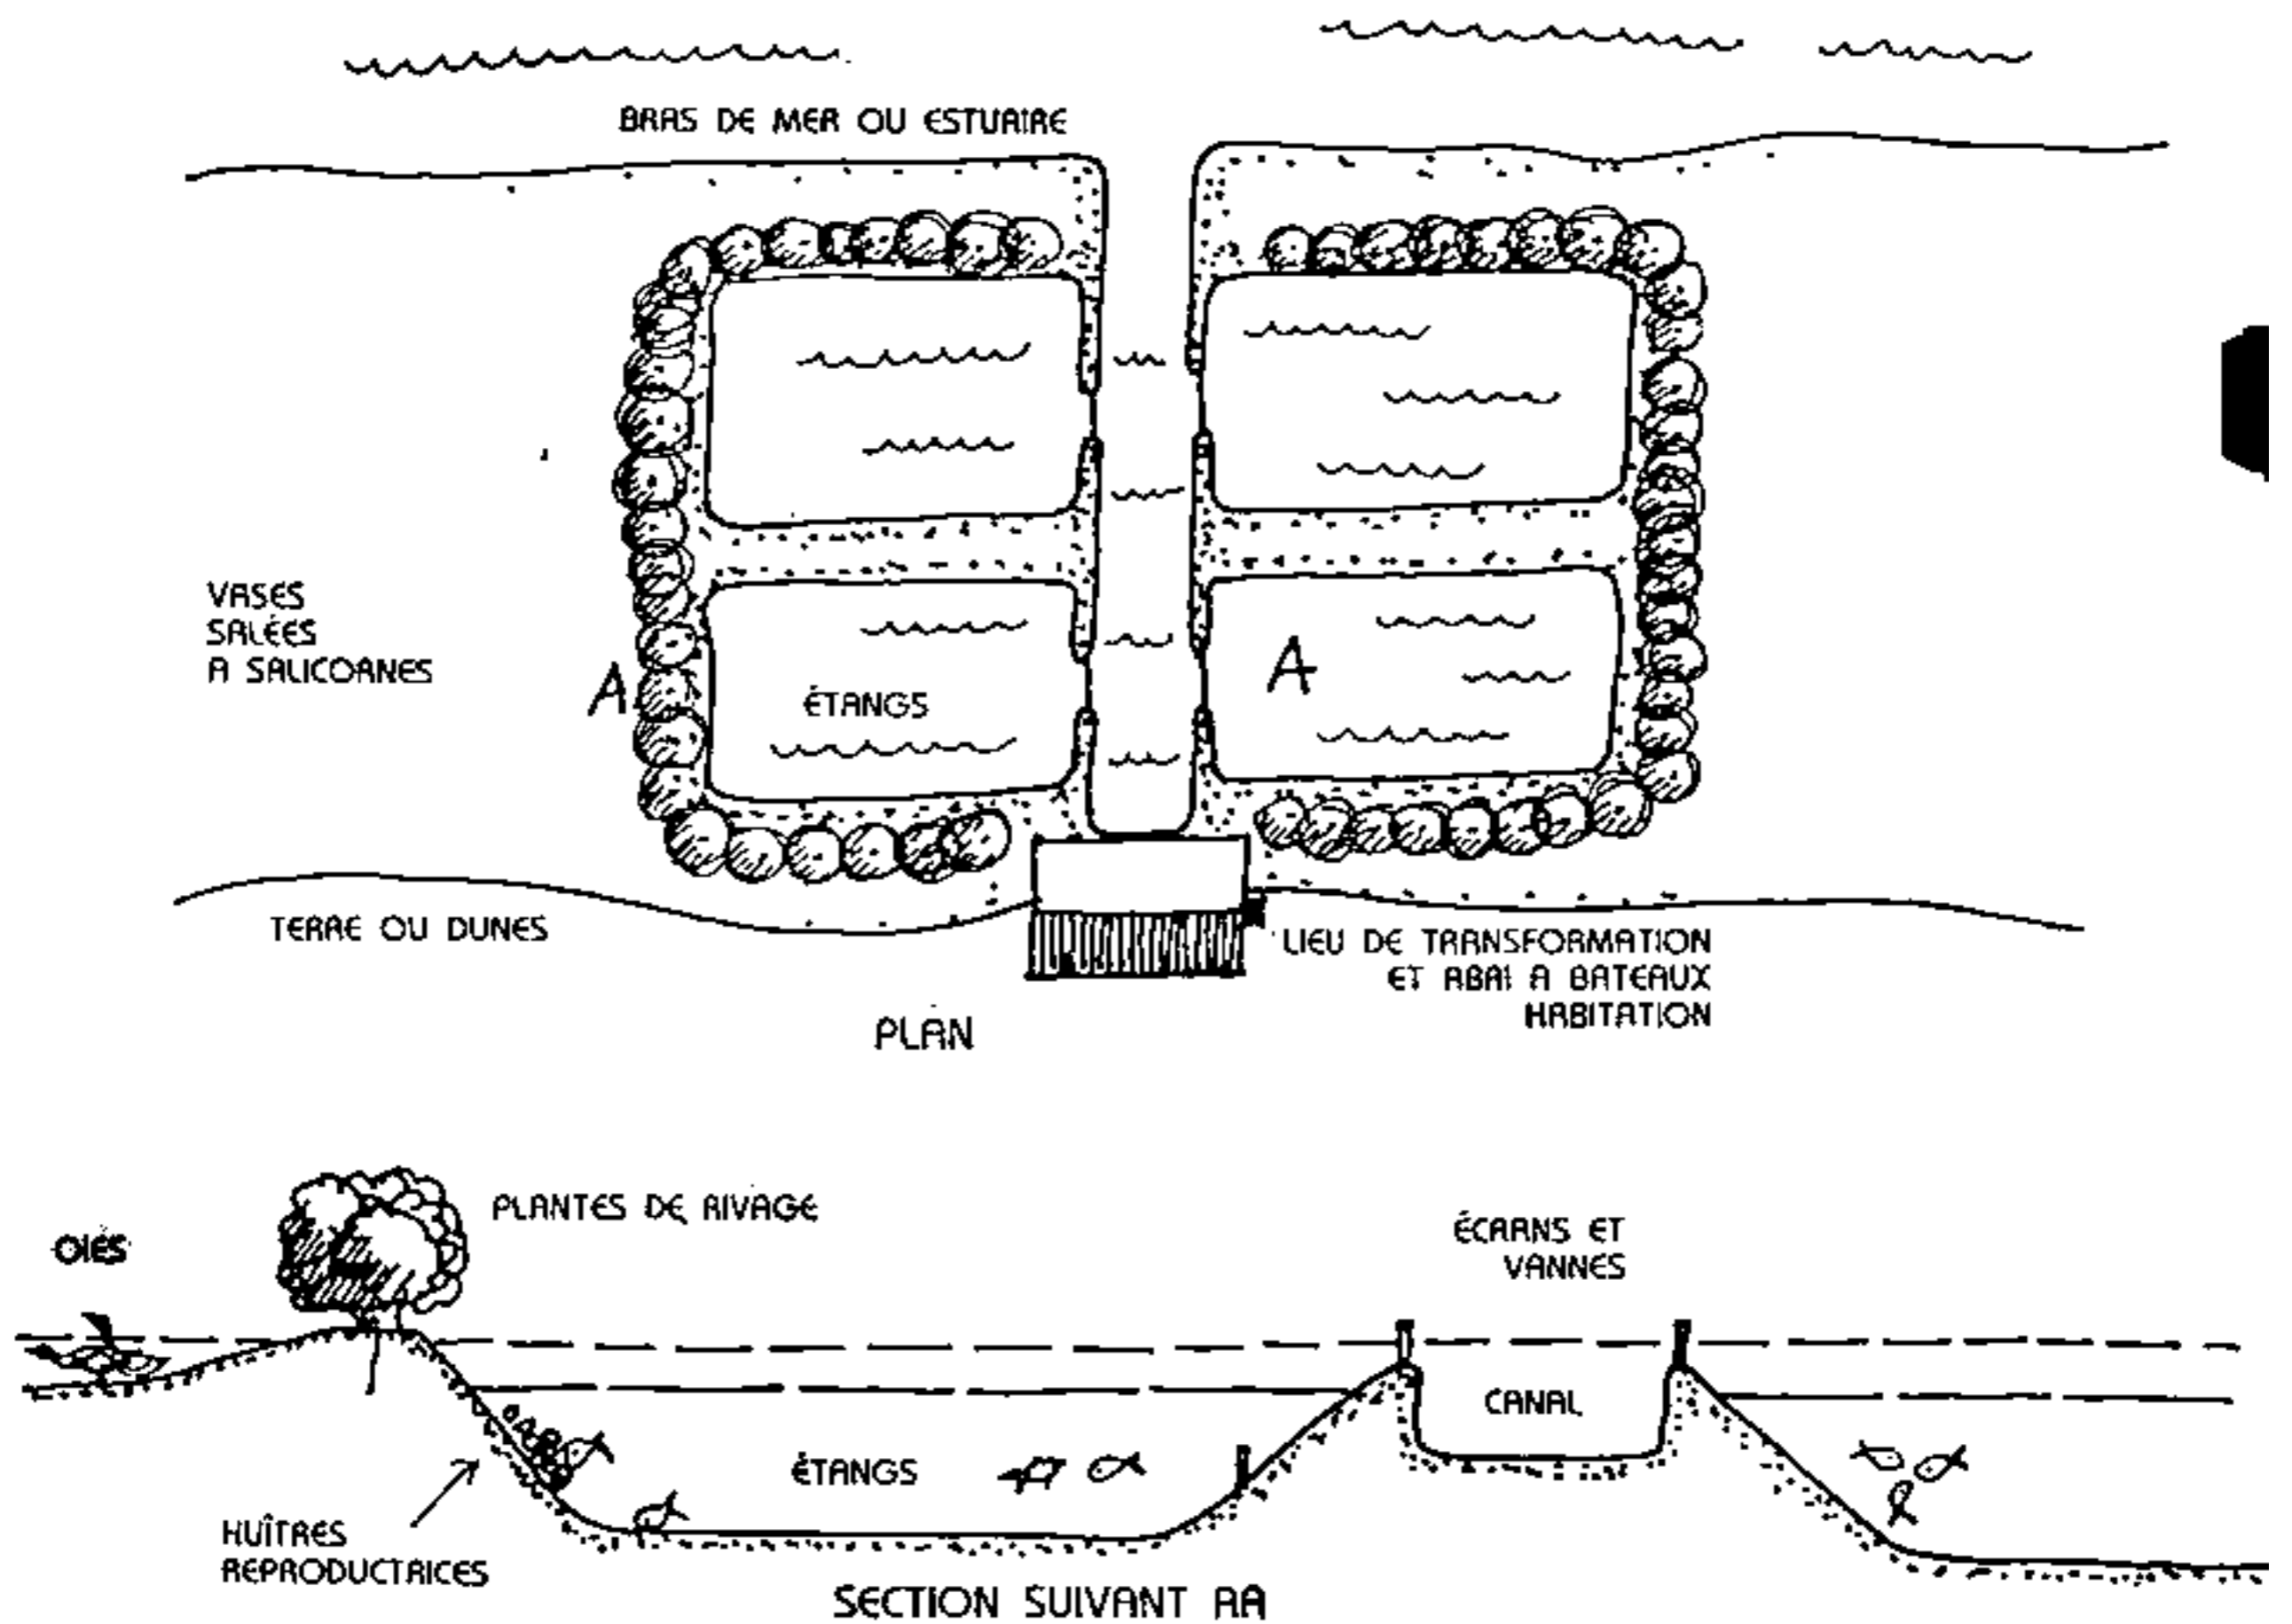 BRAS DE MER OU ESTUAIRE
VASES
SALÉES
A SALICORNES
A
A
ÉTANGS
TERRE OU DUNES
LIEU DE TRANSFORMATION
ET ABRI A BATEAUX
HABITATION
PLAN
PLANTES DE RIVAGE
OIES
ÉCRANS ET
VANNES
CANAL
ÉTANGS
HUÎTRES
REPRODUCTRICES
SECTION SUIVANT AA